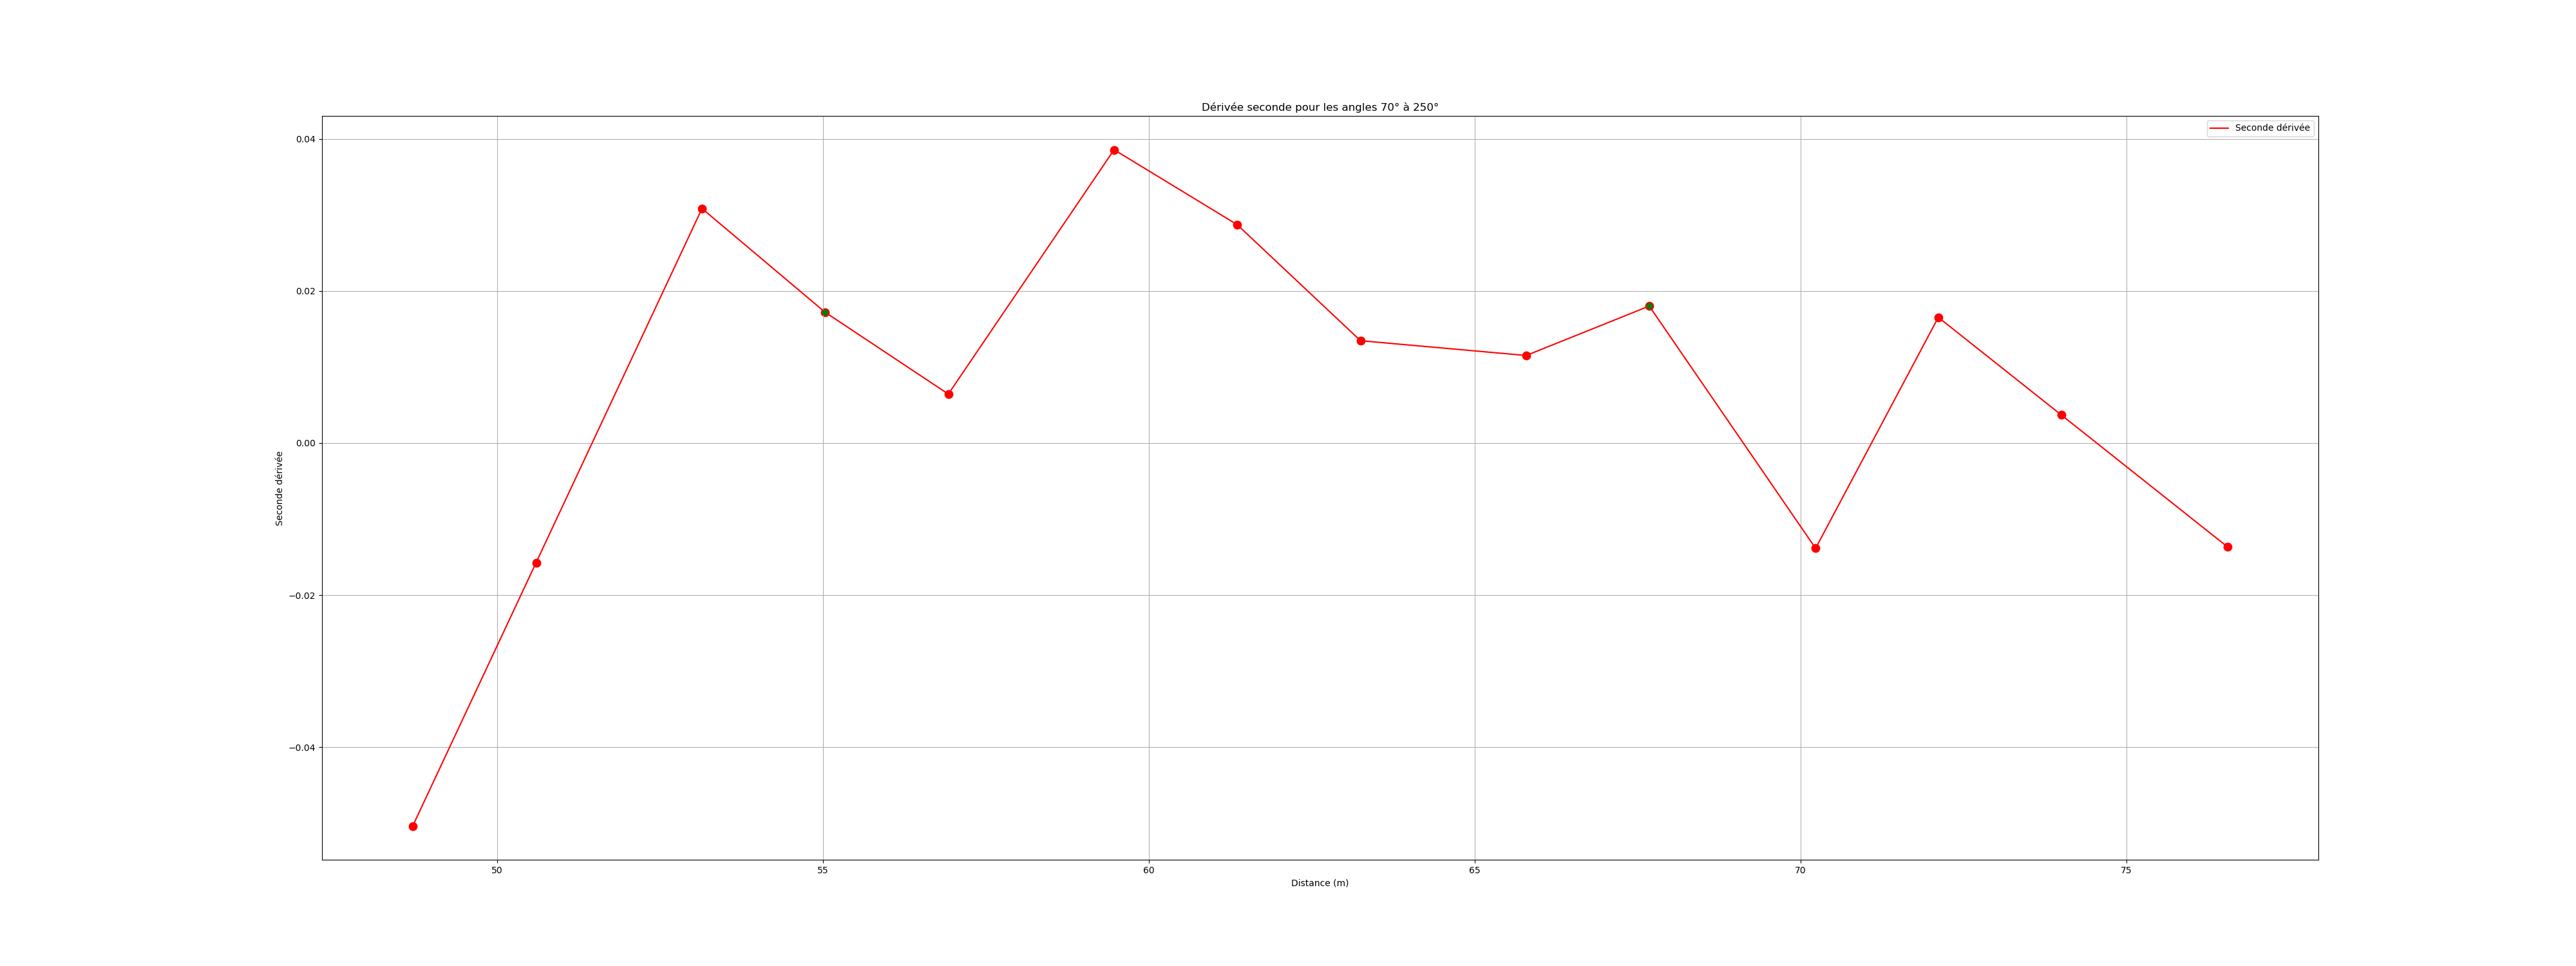 Dérivée seconde pour les angles 70° à 250°
Seconde dérivée
0.04
0.02
0.00
−0.02
−0.04
Seconde dérivée
50 55 60 65 70 75
Distance (m)